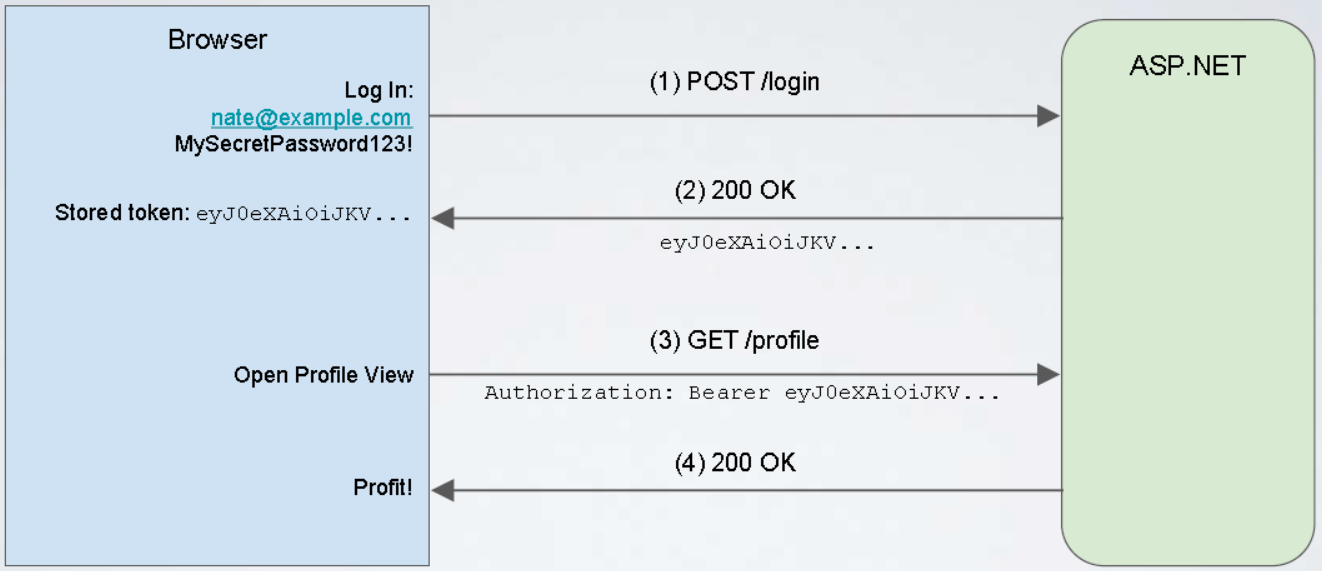 Browser
ASP.NET
Log In:
nate@example.com
MySecretPassword123!
(1) POST /login
(2) 200 OK
Stored token: eyJ0eXAiOiJKV...
eyJ0eXAiOiJKV...
(3) GET /profile
Open Profile View
Authorization: Bearer eyJ0eXAiOiJKV...
(4) 200 OK
Profit!